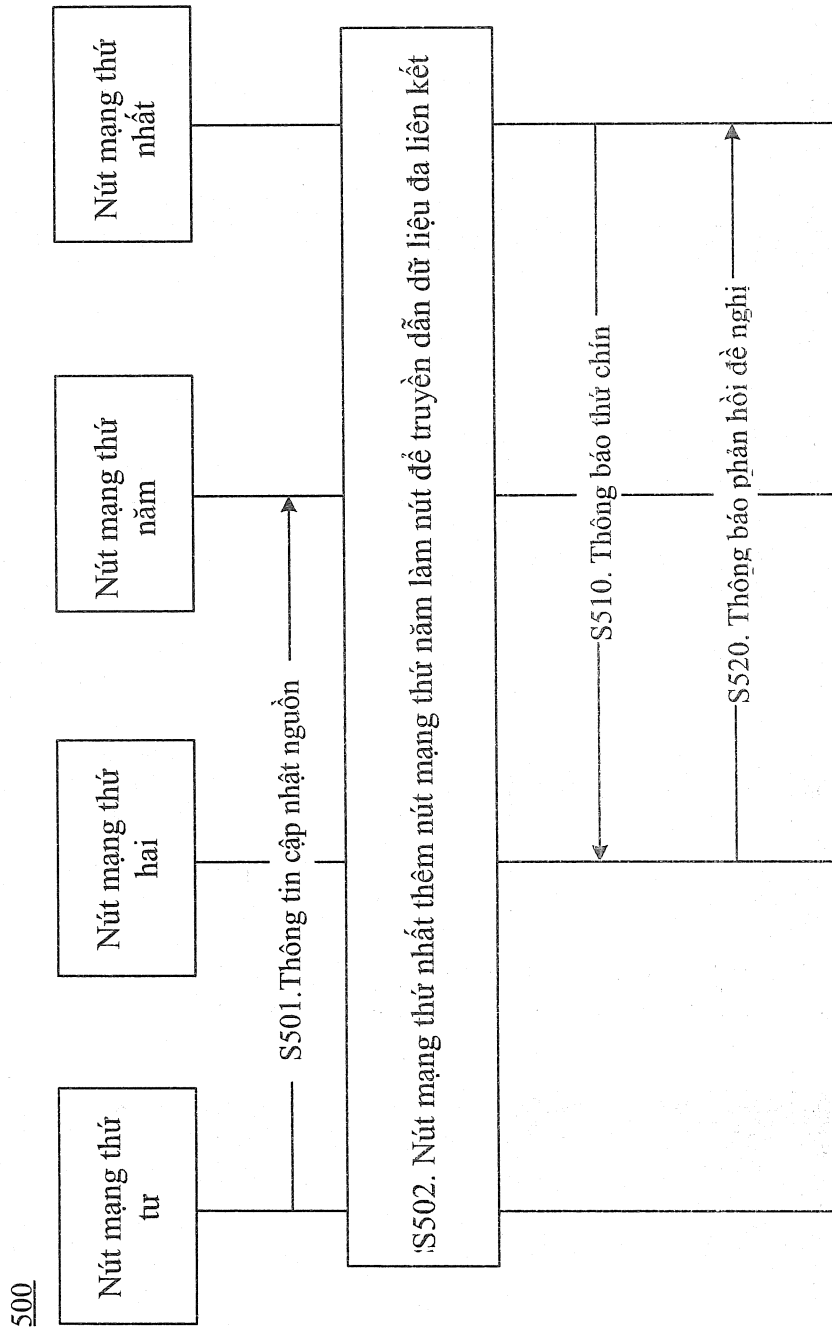 500
Nút mạng thứ
tư
Nút mạng thứ
hai
Nút mạng thứ
năm
Nút mạng thứ
nhất
S501.Thông tin cập nhật nguồn
S502. Nút mạng thứ nhất thêm nút mạng thứ năm làm nút để truyền dẫn dữ liệu đa liên kết
S510. Thông báo thứ chín
S520. Thông báo phản hồi đề nghị